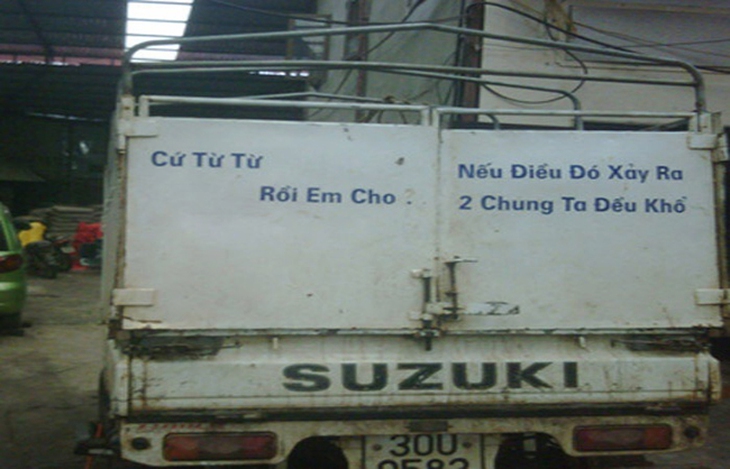 Cứ Từ Từ
Rồi Em Cho .
Nếu Điều Đó Xảy Ra
2 Chung Ta Đều Khổ
SUZUKI
30U